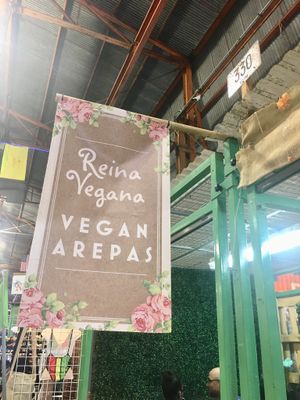 330
Reina
Vegana
VEGAN
AREPAS